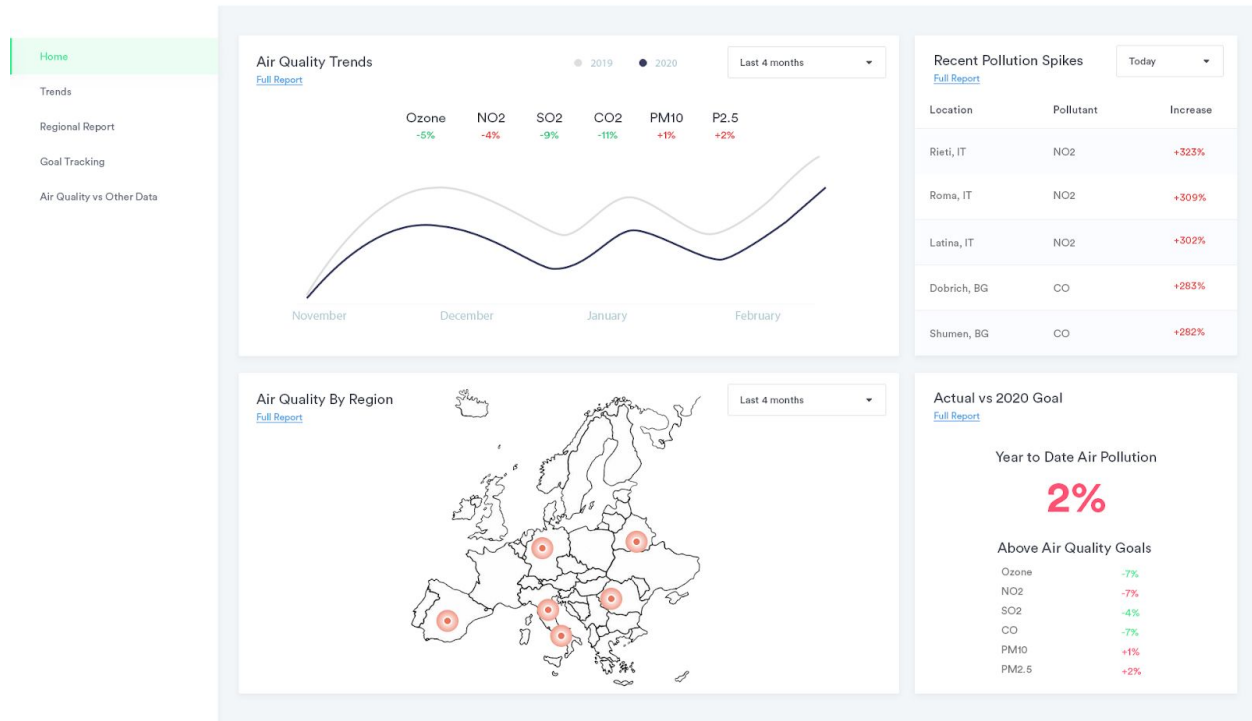 Home
Trends
Regional Report
Goal Tracking
Air Quality vs Other Data
Air Quality Trends
Full Report
2019 2020
Last 4 months
Ozone NO2 SO2 CO2 PM10 P2.5
-5% -4% -9% -11% +1% +2%
November December January February
Recent Pollution Spikes
Full Report
Today
Location Pollutant Increase
Rieti, IT NO2 +323%
Roma, IT NO2 +309%
Latina, IT NO2 +302%
Dobrich, BG CO +283%
Shumen, BG CO +282%
Air Quality By Region
Full Report
Last 4 months
Actual vs 2020 Goal
Full Report
Year to Date Air Pollution
2%
Above Air Quality Goals
Ozone -7%
NO2 -7%
SO2 -4%
CO -7%
PM10 +1%
PM2.5 +2%